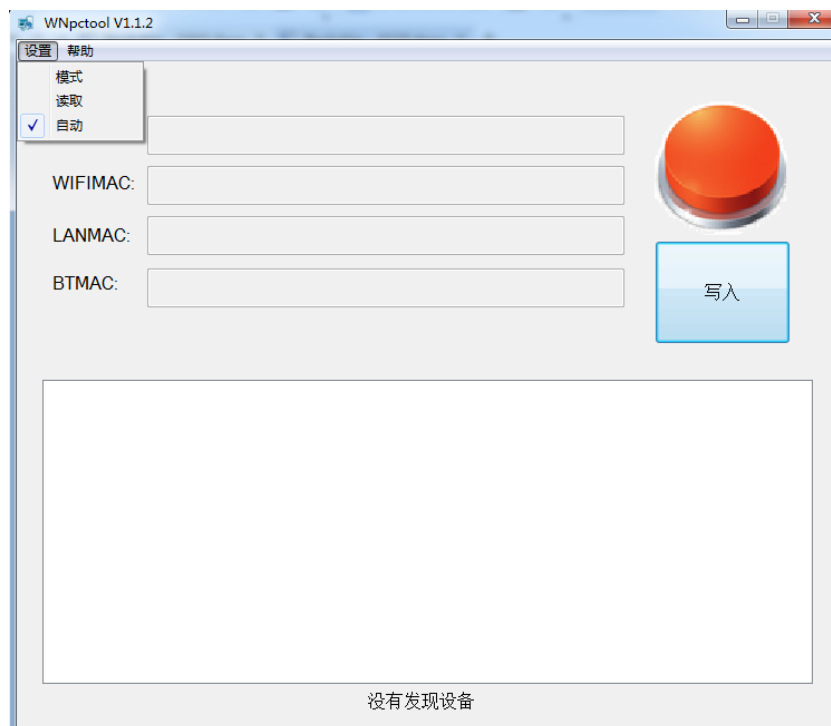 WNpctool V1.1.2
设置 帮助
模式
读取
自动
WIFIMAC:
LANMAC:
BTMAC:
写入
没有发现设备